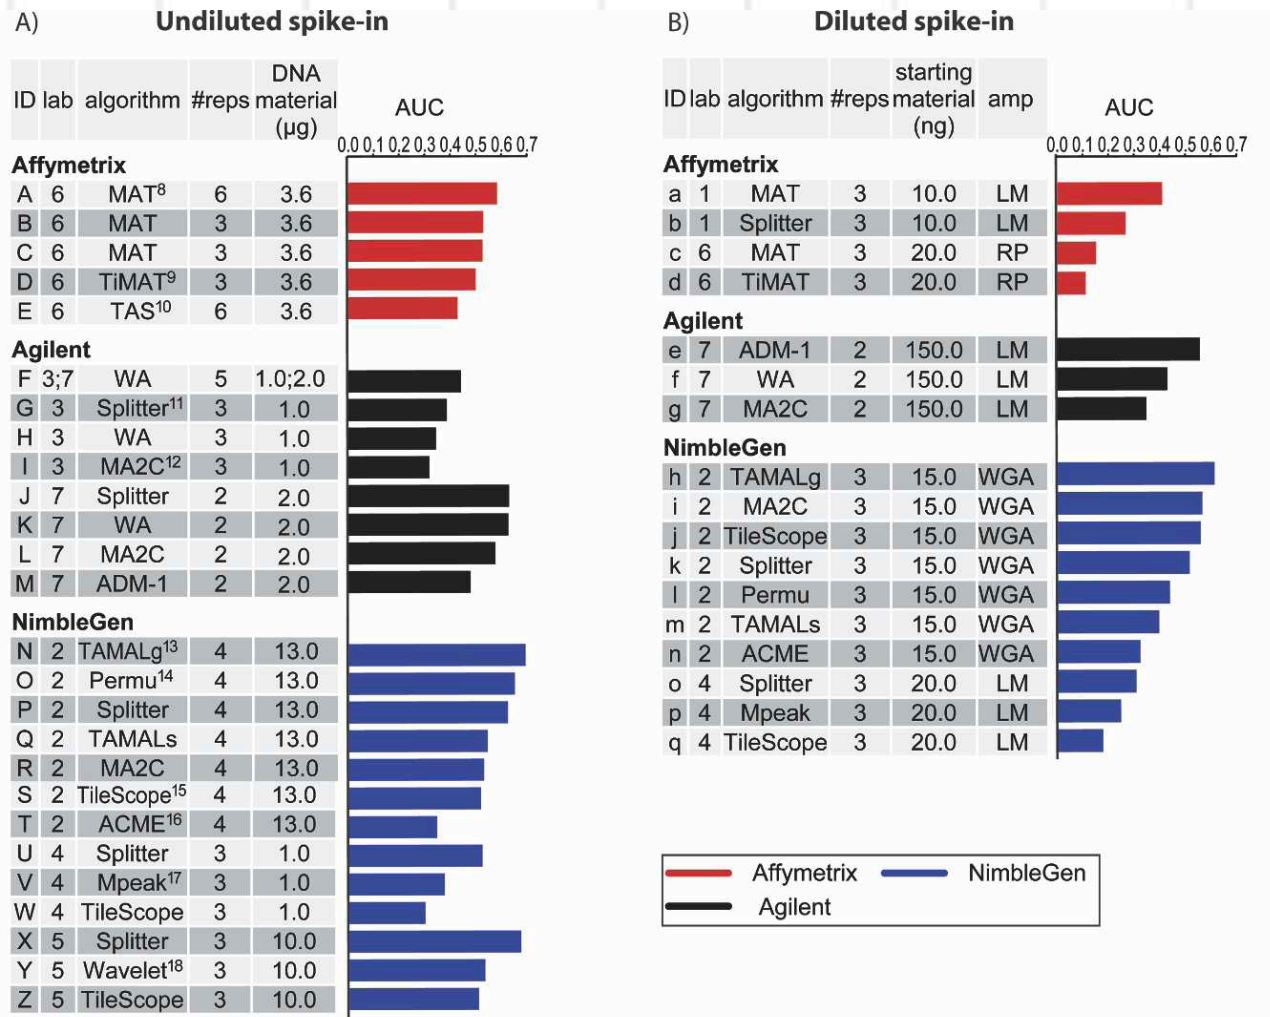 A) Undiluted spike-in
ID lab algorithm #reps DNA material (µg) AUC
0.0 0.1 0.2 0.3 0.4 0.5 0.6 0.7
Affymetrix
A 6 MAT8 6 3.6
B 6 MAT 3 3.6
C 6 MAT 3 3.6
D 6 TiMAT9 3 3.6
E 6 TAS10 6 3.6
Agilent
F 3;7 WA 5 1.0;2.0
G 3 Splitter11 3 1.0
H 3 WA 3 1.0
I 3 MA2C12 3 1.0
J 7 Splitter 2 2.0
K 7 WA 2 2.0
L 7 MA2C 2 2.0
M 7 ADM-1 2 2.0
NimbleGen
N 2 TAMALg13 4 13.0
O 2 Permu14 4 13.0
P 2 Splitter 4 13.0
Q 2 TAMALs 4 13.0
R 2 MA2C 4 13.0
S 2 TileScope15 4 13.0
T 2 ACME16 4 13.0
U 4 Splitter 3 1.0
V 4 Mpeak17 3 1.0
W 4 TileScope 3 1.0
X 5 Splitter 3 10.0
Y 5 Wavelet18 3 10.0
Z 5 TileScope 3 10.0
B) Diluted spike-in
ID lab algorithm #reps starting material (ng) amp AUC
0.0 0.1 0.2 0.3 0.4 0.5 0.6 0.7
Affymetrix
a 1 MAT 3 10.0 LM
b 1 Splitter 3 10.0 LM
c 6 MAT 3 20.0 RP
d 6 TiMAT 3 20.0 RP
Agilent
e 7 ADM-1 2 150.0 LM
f 7 WA 2 150.0 LM
g 7 MA2C 2 150.0 LM
NimbleGen
h 2 TAMALg 3 15.0 WGA
i 2 MA2C 3 15.0 WGA
j 2 TileScope 3 15.0 WGA
k 2 Splitter 3 15.0 WGA
l 2 Permu 3 15.0 WGA
m 2 TAMALs 3 15.0 WGA
n 2 ACME 3 15.0 WGA
o 4 Splitter 3 20.0 LM
p 4 Mpeak 3 20.0 LM
q 4 TileScope 3 20.0 LM
Affymetrix NimbleGen
Agilent